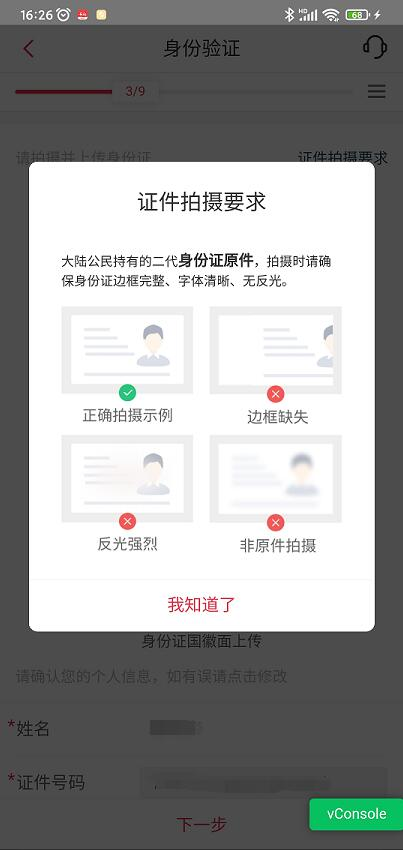 16:26
HD
68
身份验证
3/9
请拍摄并上传身份证
证件拍摄要求
证件拍摄要求
大陆公民持有的二代身份证原件，拍摄时请确
保身份证边框完整、字体清晰、无反光。
正确拍摄示例
边框缺失
反光强烈
非原件拍摄
我知道了
身份证国徽面上传
请确认您的个人信息，如有误请点击修改
*姓名
*证件号码
vConsole
下一步